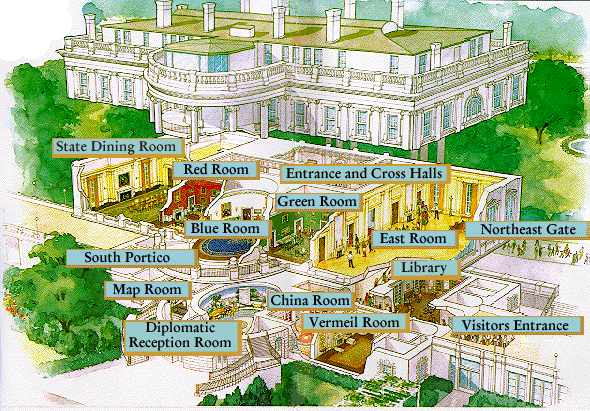 State Dining Room
Red Room
Entrance and Cross Halls
Green Room
Blue Room
East Room
Northeast Gate
South Portico
Library
Map Room
China Room
Vermeil Room
Visitors Entrance
Diplomatic
Reception Room